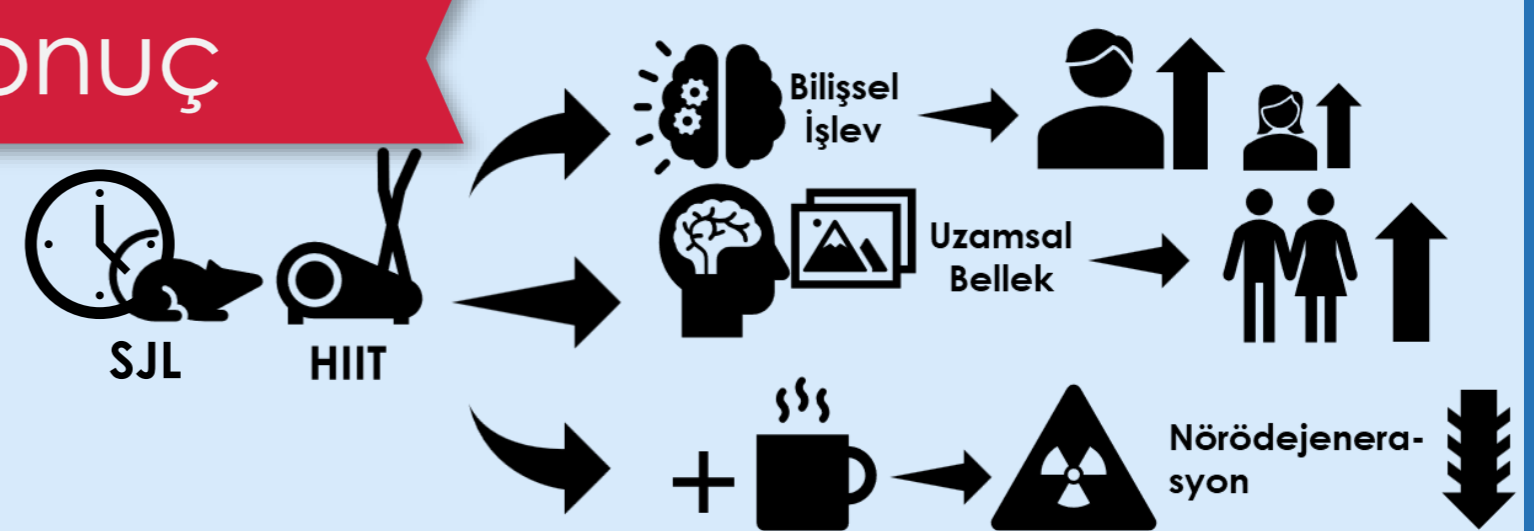 onuç
Bilişsel
İşlev
Uzamsal
Bellek
SJL
HIIT
+
Nörödejenera-
syon